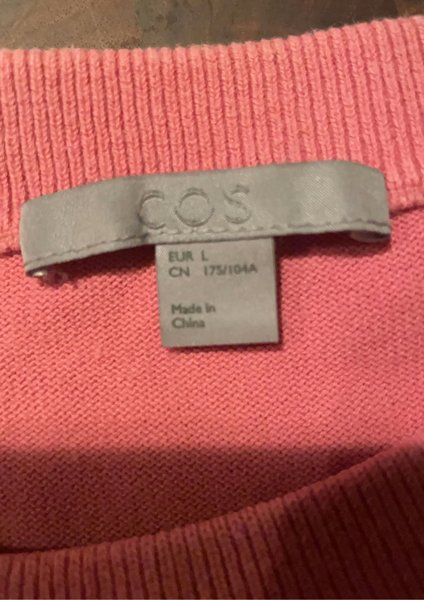 COS
EUR L
CN 175/104A
Made in
China